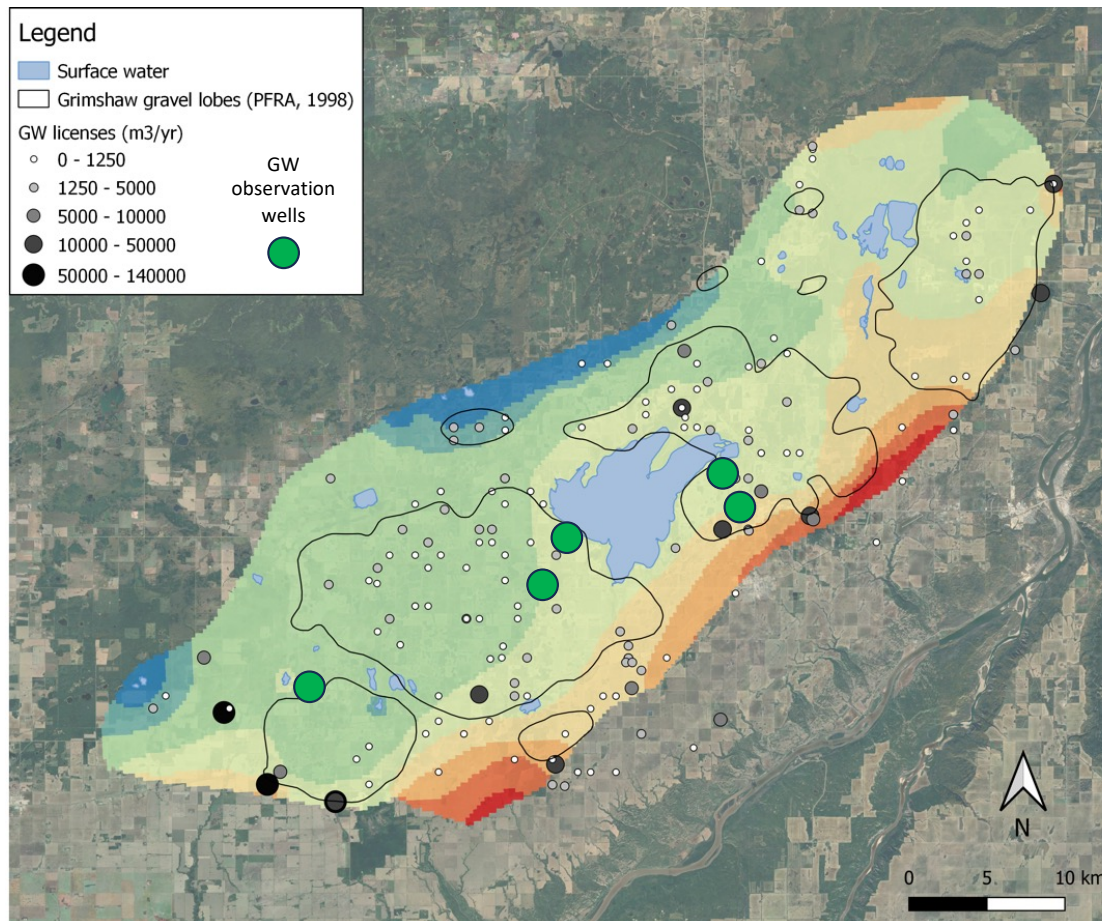 Legend
Surface water
Grimshaw gravel lobes (PFRA, 1998)
GW licenses (m3/yr)
0 - 1250
1250 - 5000
5000 - 10000
10000 - 50000
50000 - 140000
GW
observation
wells
N
0 5 10 km